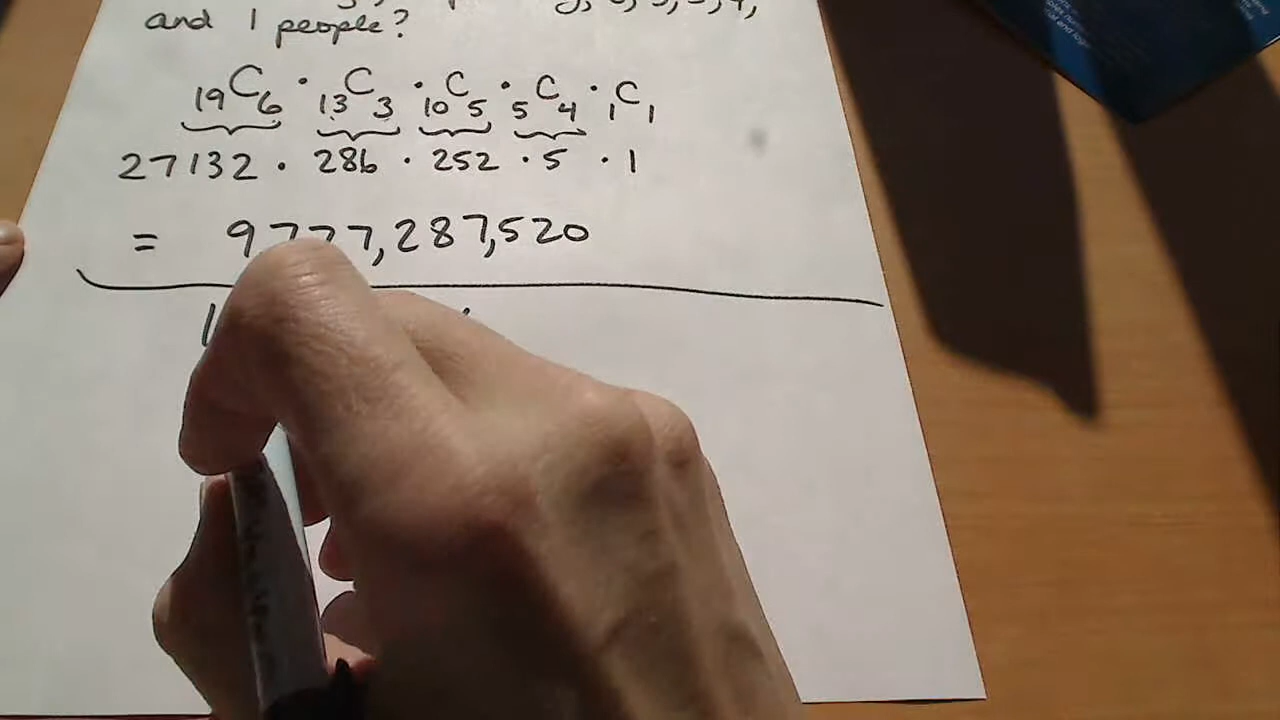 and 1 people?
19C6 · 13C3 · 10C5 · 5C4 · 1C1
27132 · 286 · 252 · 5 · 1
= 9777,287,520